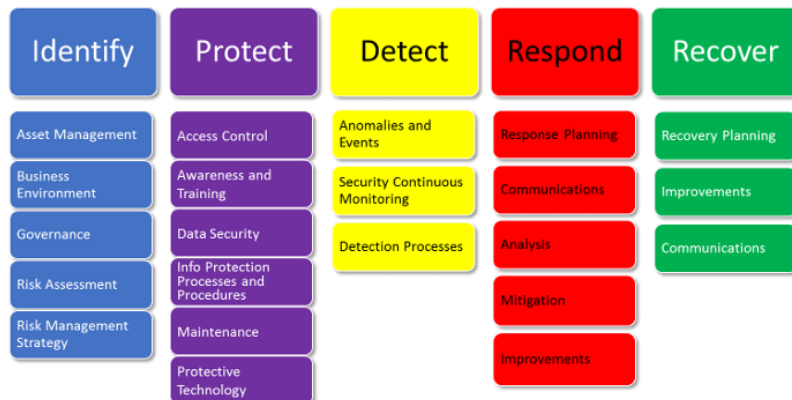 Identify
Protect
Detect
Respond
Recover
Asset Management
Business
Environment
Governance
Risk Assessment
Risk Management
Strategy
Access Control
Awareness and
Training
Data Security
Info Protection
Processes and
Procedures
Maintenance
Protective
Technology
Anomalies and
Events
Security Continuous
Monitoring
Detection Processes
Response Planning
Communications
Analysis
Mitigation
Improvements
Recovery Planning
Improvements
Communications